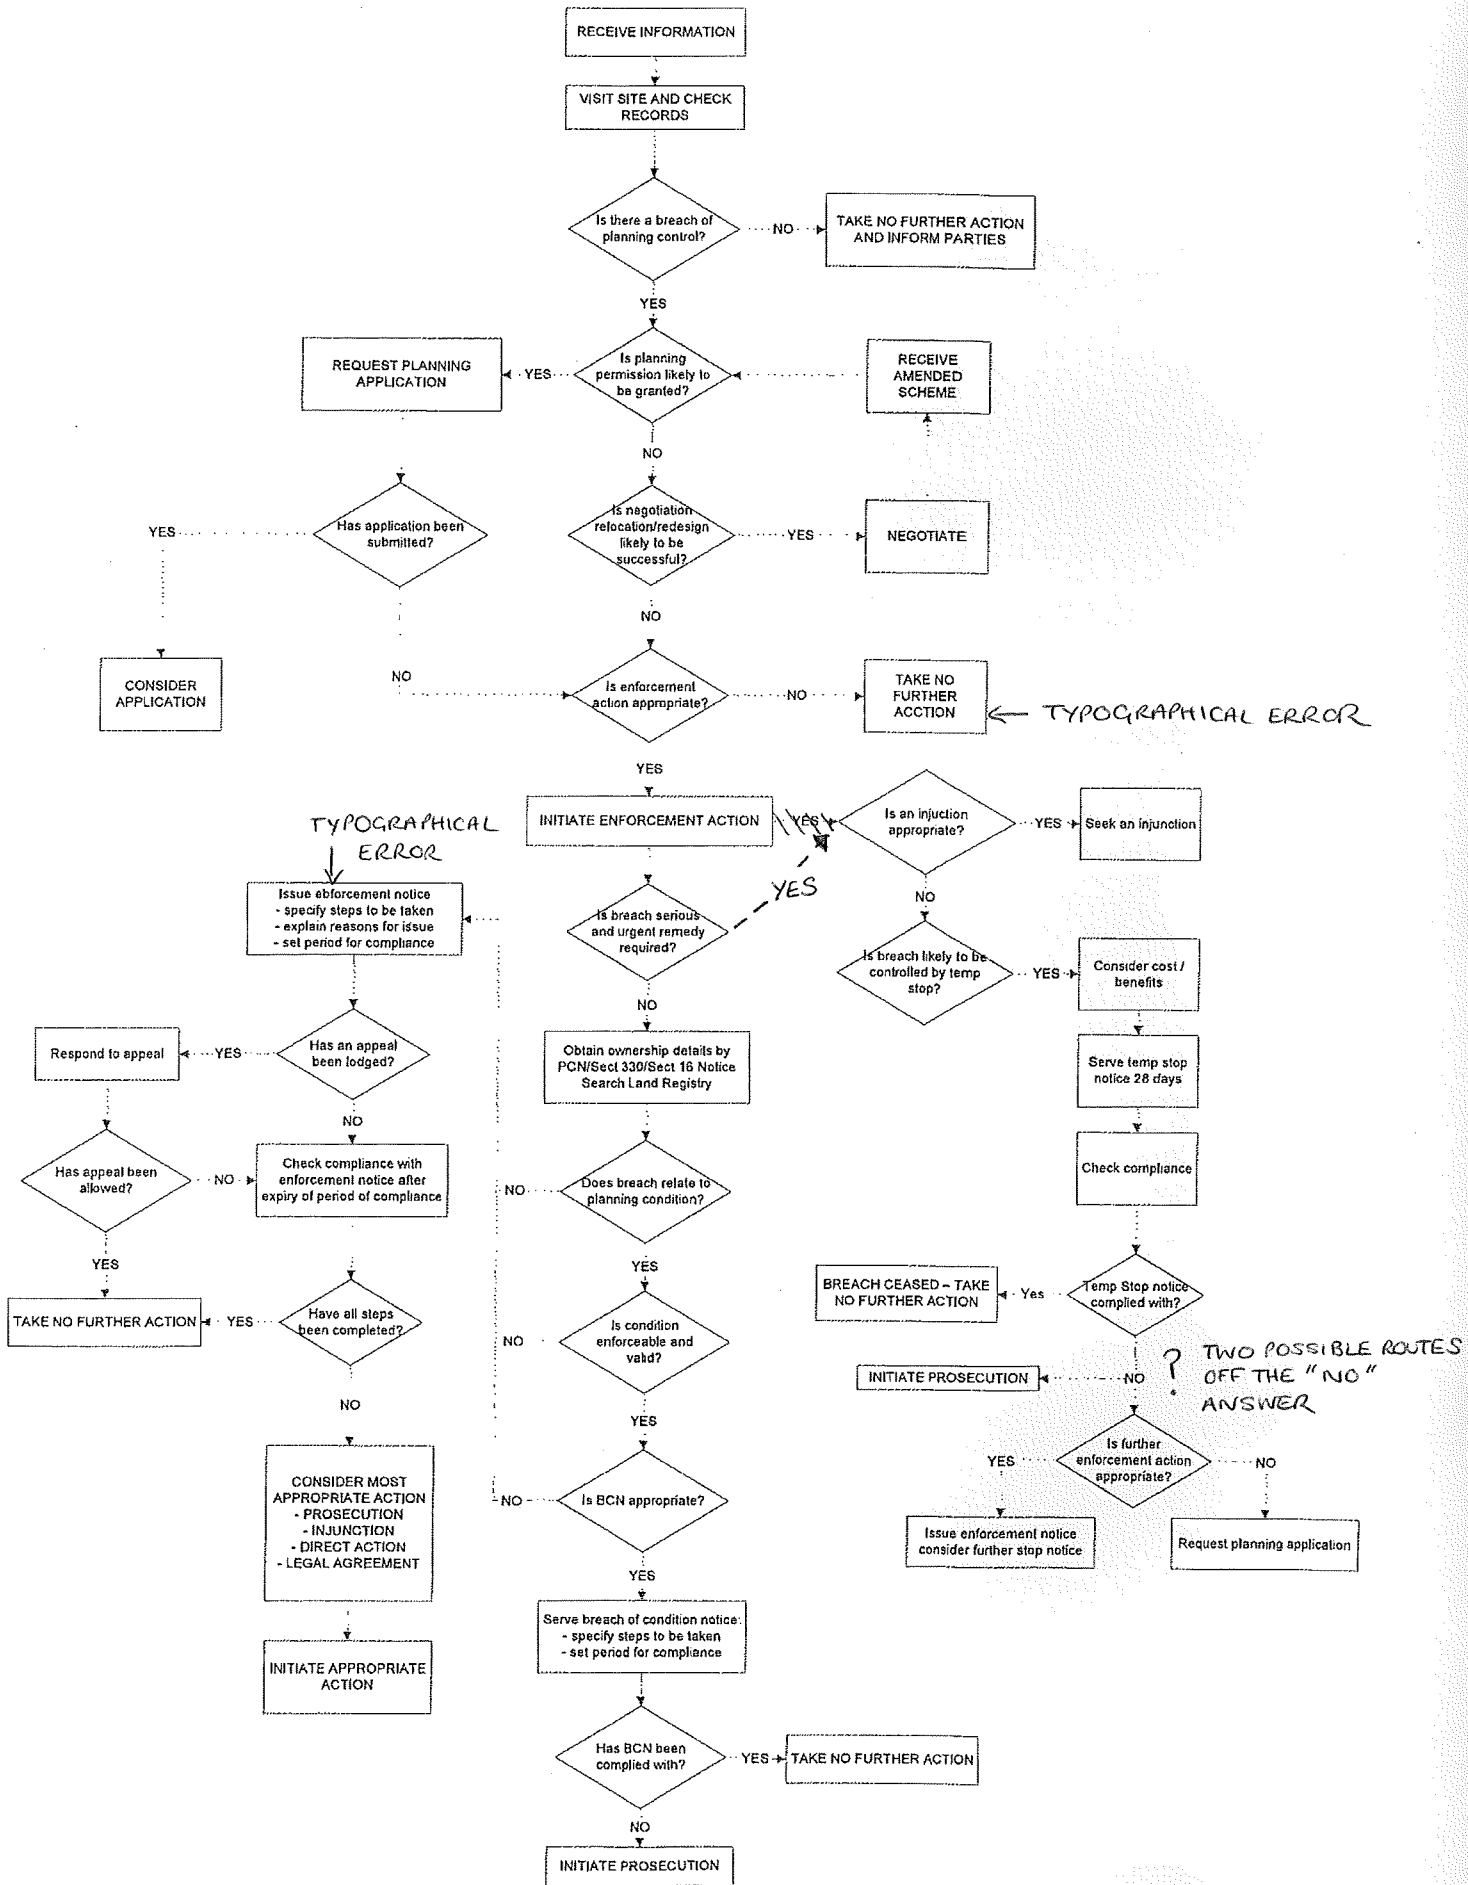 RECEIVE INFORMATION
VISIT SITE AND CHECK
RECORDS
Is there a breach of
planning control?
NO
TAKE NO FURTHER ACTION
AND INFORM PARTIES
YES
REQUEST PLANNING
APPLICATION
YES
Is planning
permission likely to
be granted?
RECEIVE
AMENDED
SCHEME
NO
YES
Has application been
submitted?
Is negotiation
relocation/redesign
likely to be
successful?
YES
NEGOTIATE
NO
CONSIDER
APPLICATION
NO
Is enforcement
action appropriate?
NO
TAKE NO
FURTHER
ACCTION
TYPOGRAPHICAL ERROR
YES
INITIATE ENFORCEMENT ACTION
YES
Is an injuction
appropriate?
YES
Seek an injunction
TYPOGRAPHICAL
ERROR
YES
NO
Issue ebforcement notice
- specify steps to be taken
- explain reasons for issue
- set period for compliance
Is breach serious
and urgent remedy
required?
Is breach likely to be
controlled by temp
stop?
YES
Consider cost /
benefits
NO
Respond to appeal
YES
Has an appeal
been lodged?
Obtain ownership details by
PCN/Sect 330/Sect 16 Notice
Search Land Registry
Serve temp stop
notice 28 days
NO
Has appeal been
allowed?
NO
Check compliance with
enforcement notice after
expiry of period of compliance
NO
Does breach relate to
planning condition?
Check compliance
YES
YES
TAKE NO FURTHER ACTION
YES
Have all steps
been completed?
NO
Is condition
enforceable and
valid?
BREACH CEASED – TAKE
NO FURTHER ACTION
Yes
Temp Stop notice
complied with?
INITIATE PROSECUTION
NO
? TWO POSSIBLE ROUTES
OFF THE "NO"
ANSWER
NO
YES
CONSIDER MOST
APPROPRIATE ACTION
- PROSECUTION
- INJUNCTION
- DIRECT ACTION
- LEGAL AGREEMENT
NO
Is BCN appropriate?
YES
Is further
enforcement action
appropriate?
NO
Issue enforcement notice
consider further stop notice
Request planning application
YES
INITIATE APPROPRIATE
ACTION
Serve breach of condition notice:
- specify steps to be taken
- set period for compliance
Has BCN been
complied with?
YES
TAKE NO FURTHER ACTION
NO
INITIATE PROSECUTION